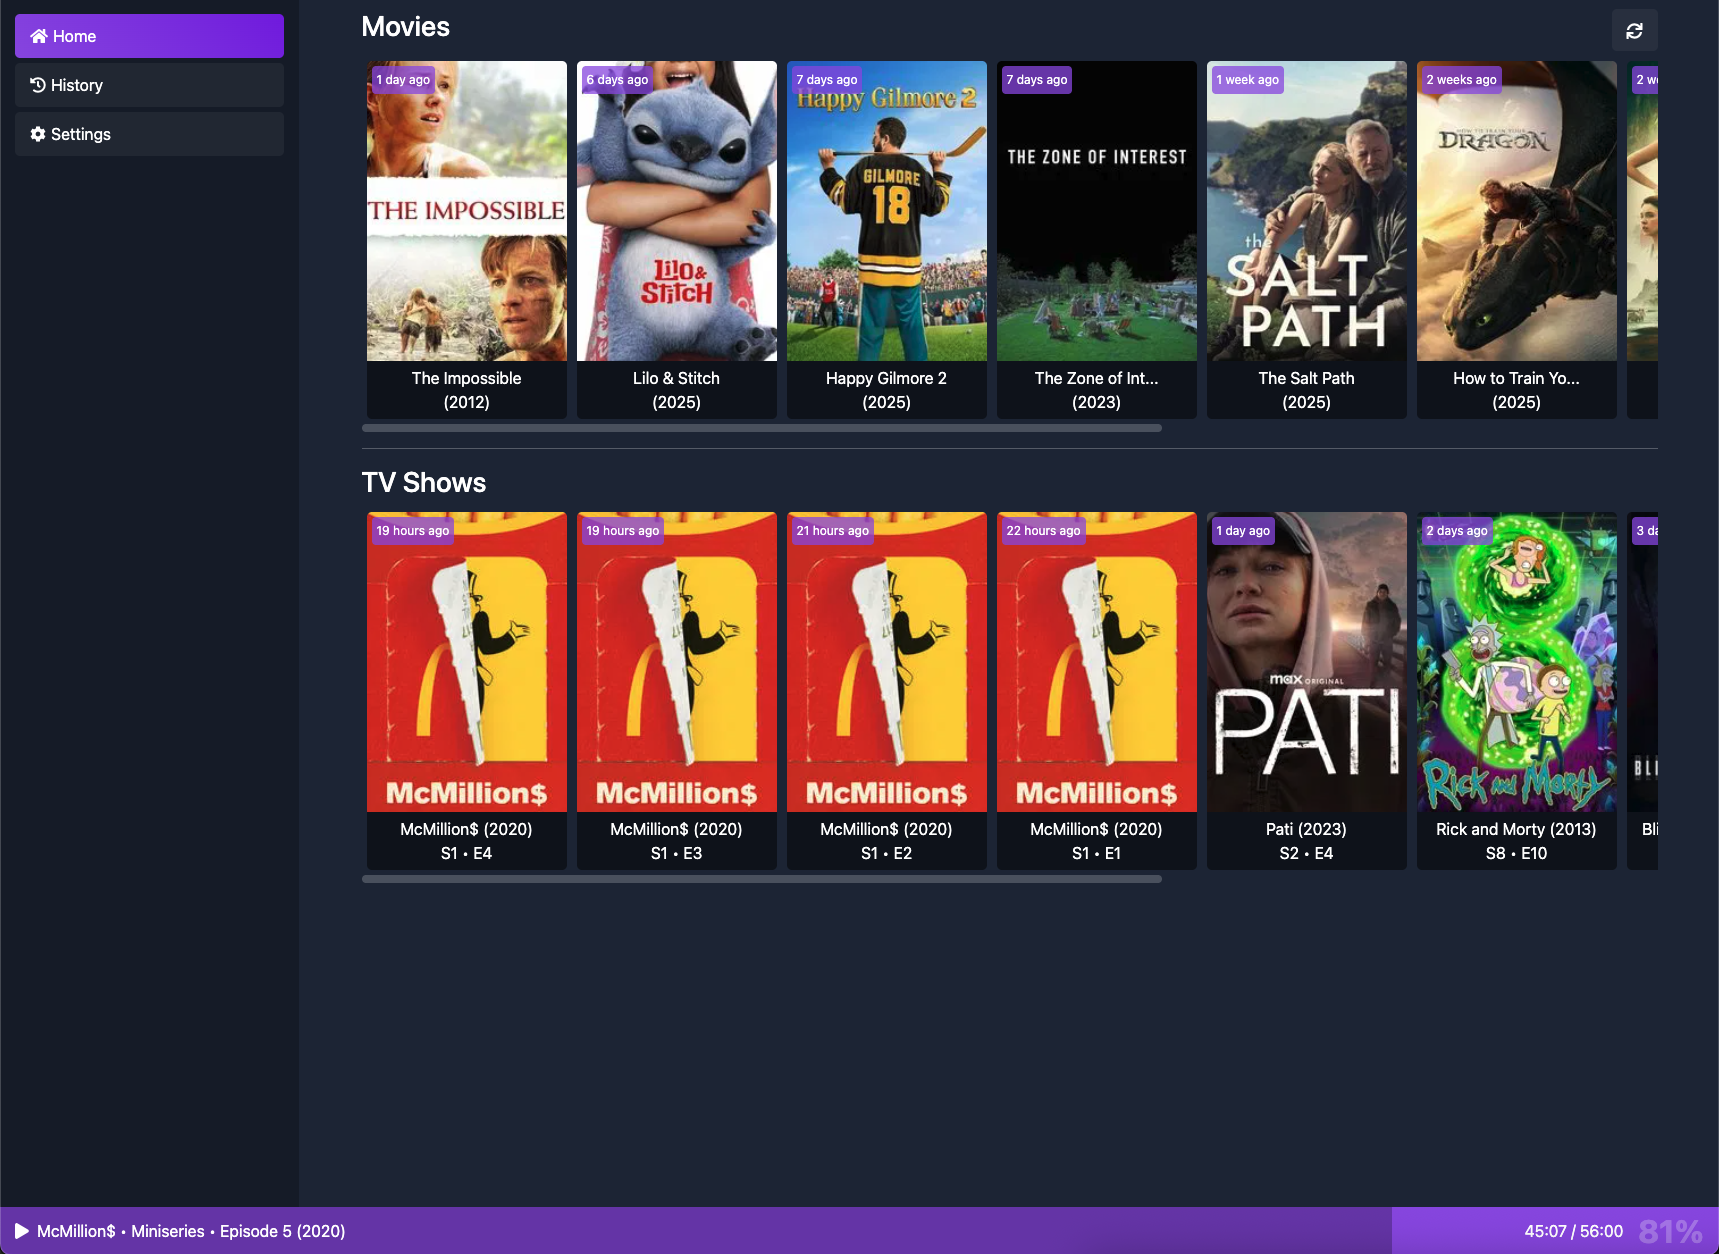 Home
History
Settings
Movies
1 day ago
THE IMPOSSIBLE
The Impossible
(2012)
6 days ago
Lilo &
Stitch
Lilo & Stitch
(2025)
7 days ago
Happy Gilmore 2
GILMORE
18
Happy Gilmore 2
(2025)
7 days ago
THE ZONE OF INTEREST
The Zone of Int...
(2023)
1 week ago
the
SALT
PATH
The Salt Path
(2025)
2 weeks ago
HOW TO TRAIN YOUR
DRAGON
How to Train Yo...
(2025)
2 w
TV Shows
19 hours ago
McMillion$
McMillion$ (2020)
S1 • E4
19 hours ago
McMillion$
McMillion$ (2020)
S1 • E3
21 hours ago
McMillion$
McMillion$ (2020)
S1 • E2
22 hours ago
McMillion$
McMillion$ (2020)
S1 • E1
1 day ago
max ORIGINAL
PATI
Pati (2023)
S2 • E4
2 days ago
Rick and Morty
Rick and Morty (2013)
S8 • E10
3 da
BLI
Bli
McMillion$ • Miniseries • Episode 5 (2020)
45:07 / 56:00
81%